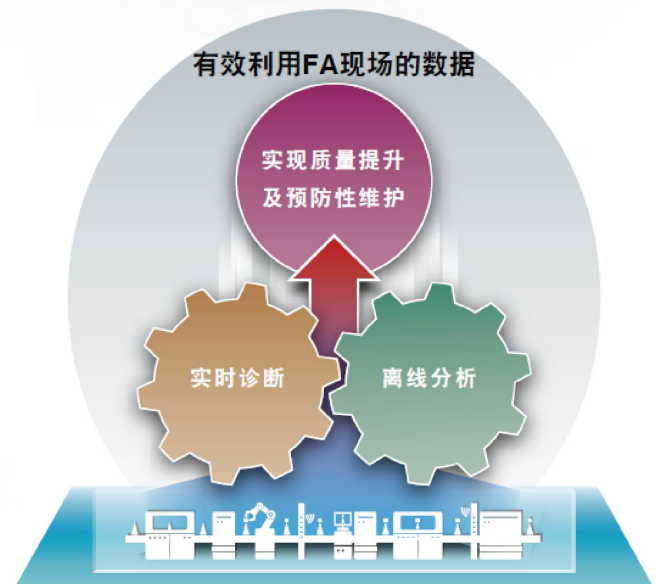 有效利用FA现场的数据
实现质量提升
及预防性维护
实时诊断
离线分析